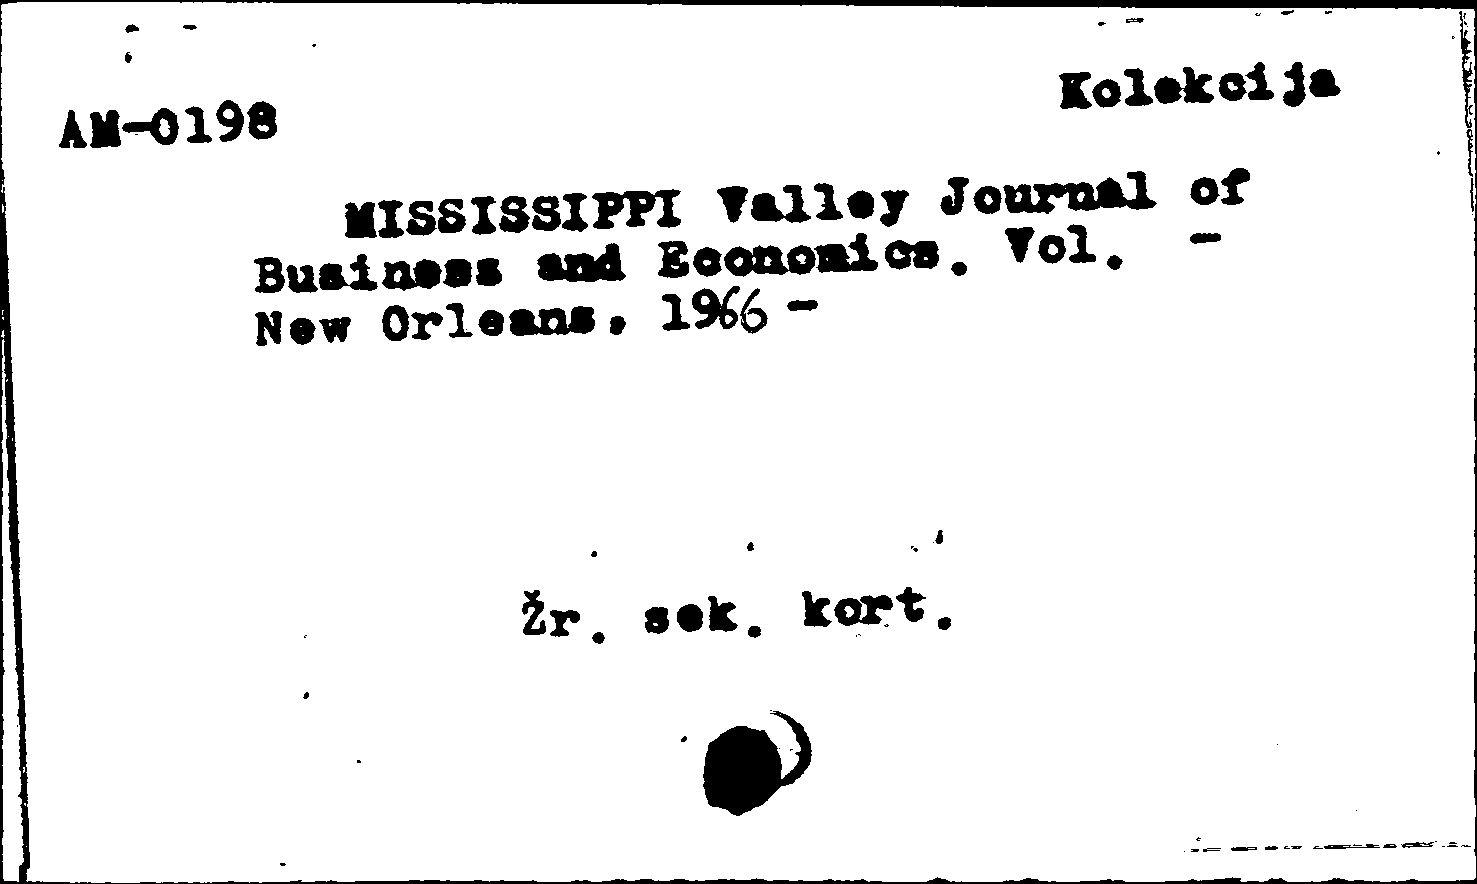 Kolekcija
AM-0198
MISSISSIPPI Valley Journal of
Business and Economics. Vol. -
New Orleans, 1966 -
Žr. sek. kort.